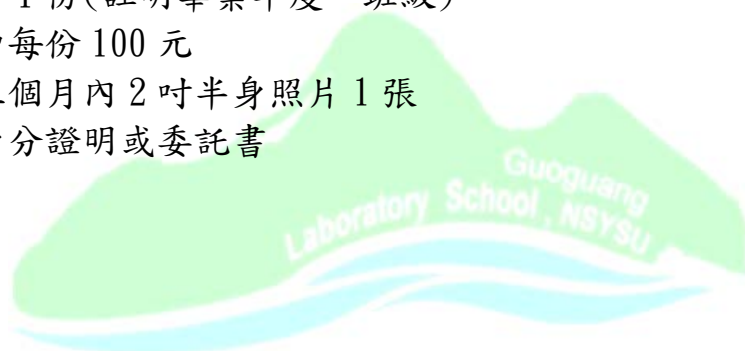 1 份(證明畢業年度、班級)
每份 100 元
個月內 2 吋半身照片 1 張
分證明或委託書
Guoguang
Laboratory School, NSYSU